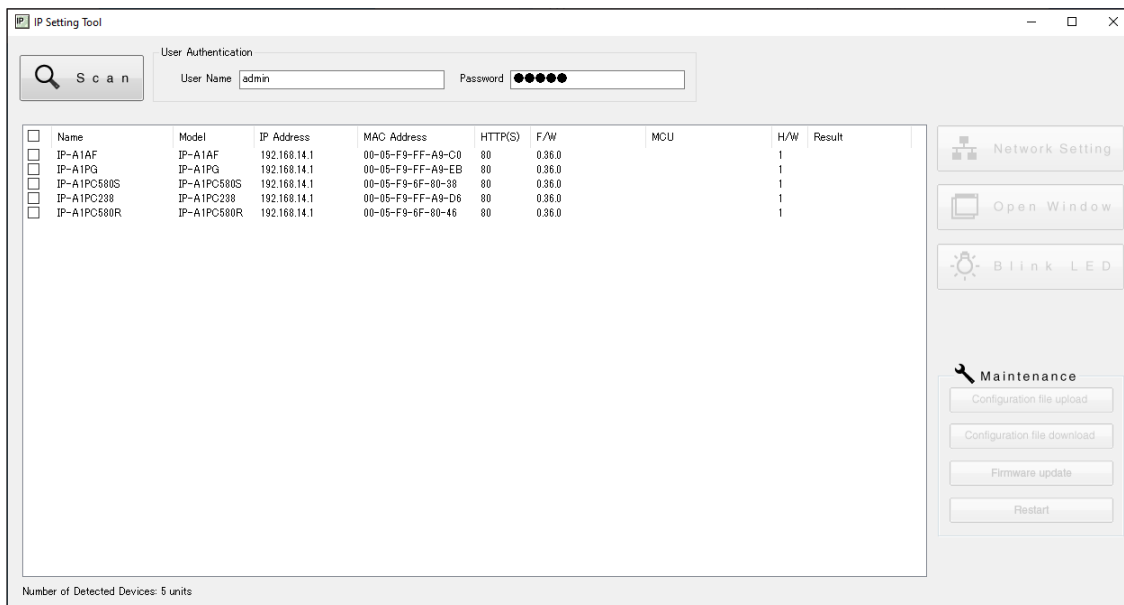 IP Setting Tool
User Authentication
Scan User Name admin Password ●●●●●
Name Model IP Address MAC Address HTTP(S) F/W MCU H/W Result
IP-A1AF IP-A1AF 192.168.14.1 00-05-F9-FF-A9-C0 80 0.36.0 1
IP-A1PG IP-A1PG 192.168.14.1 00-05-F9-FF-A9-EB 80 0.36.0 1
IP-A1PC580S IP-A1PC580S 192.168.14.1 00-05-F9-6F-80-38 80 0.36.0 1
IP-A1PC238 IP-A1PC238 192.168.14.1 00-05-F9-FF-A9-D6 80 0.36.0 1
IP-A1PC580R IP-A1PC580R 192.168.14.1 00-05-F9-6F-80-46 80 0.36.0 1
Network Setting
Open Window
Blink LED
Maintenance
Configuration file upload
Configuration file download
Firmware update
Restart
Number of Detected Devices: 5 units